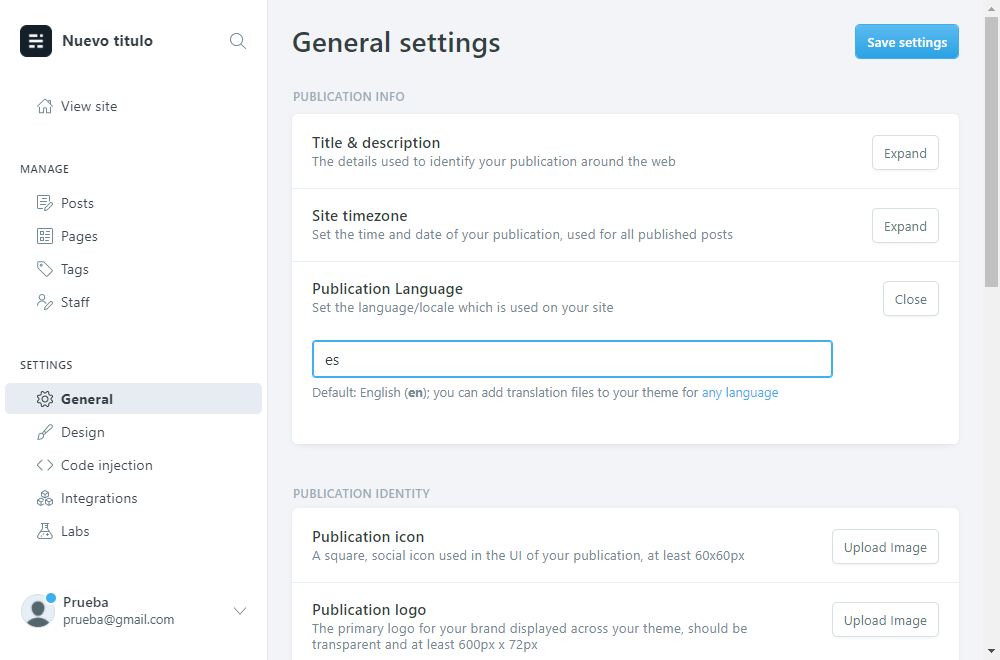 Nuevo titulo
View site
MANAGE
Posts
Pages
Tags
Staff
SETTINGS
General
Design
Code injection
Integrations
Labs
Prueba
prueba@gmail.com
General settings
Save settings
PUBLICATION INFO
Title & description
The details used to identify your publication around the web
Expand
Site timezone
Set the time and date of your publication, used for all published posts
Expand
Publication Language
Set the language/locale which is used on your site
Close
es
Default: English (en); you can add translation files to your theme for any language
PUBLICATION IDENTITY
Publication icon
A square, social icon used in the UI of your publication, at least 60x60px
Upload Image
Publication logo
The primary logo for your brand displayed across your theme, should be
transparent and at least 600px x 72px
Upload Image